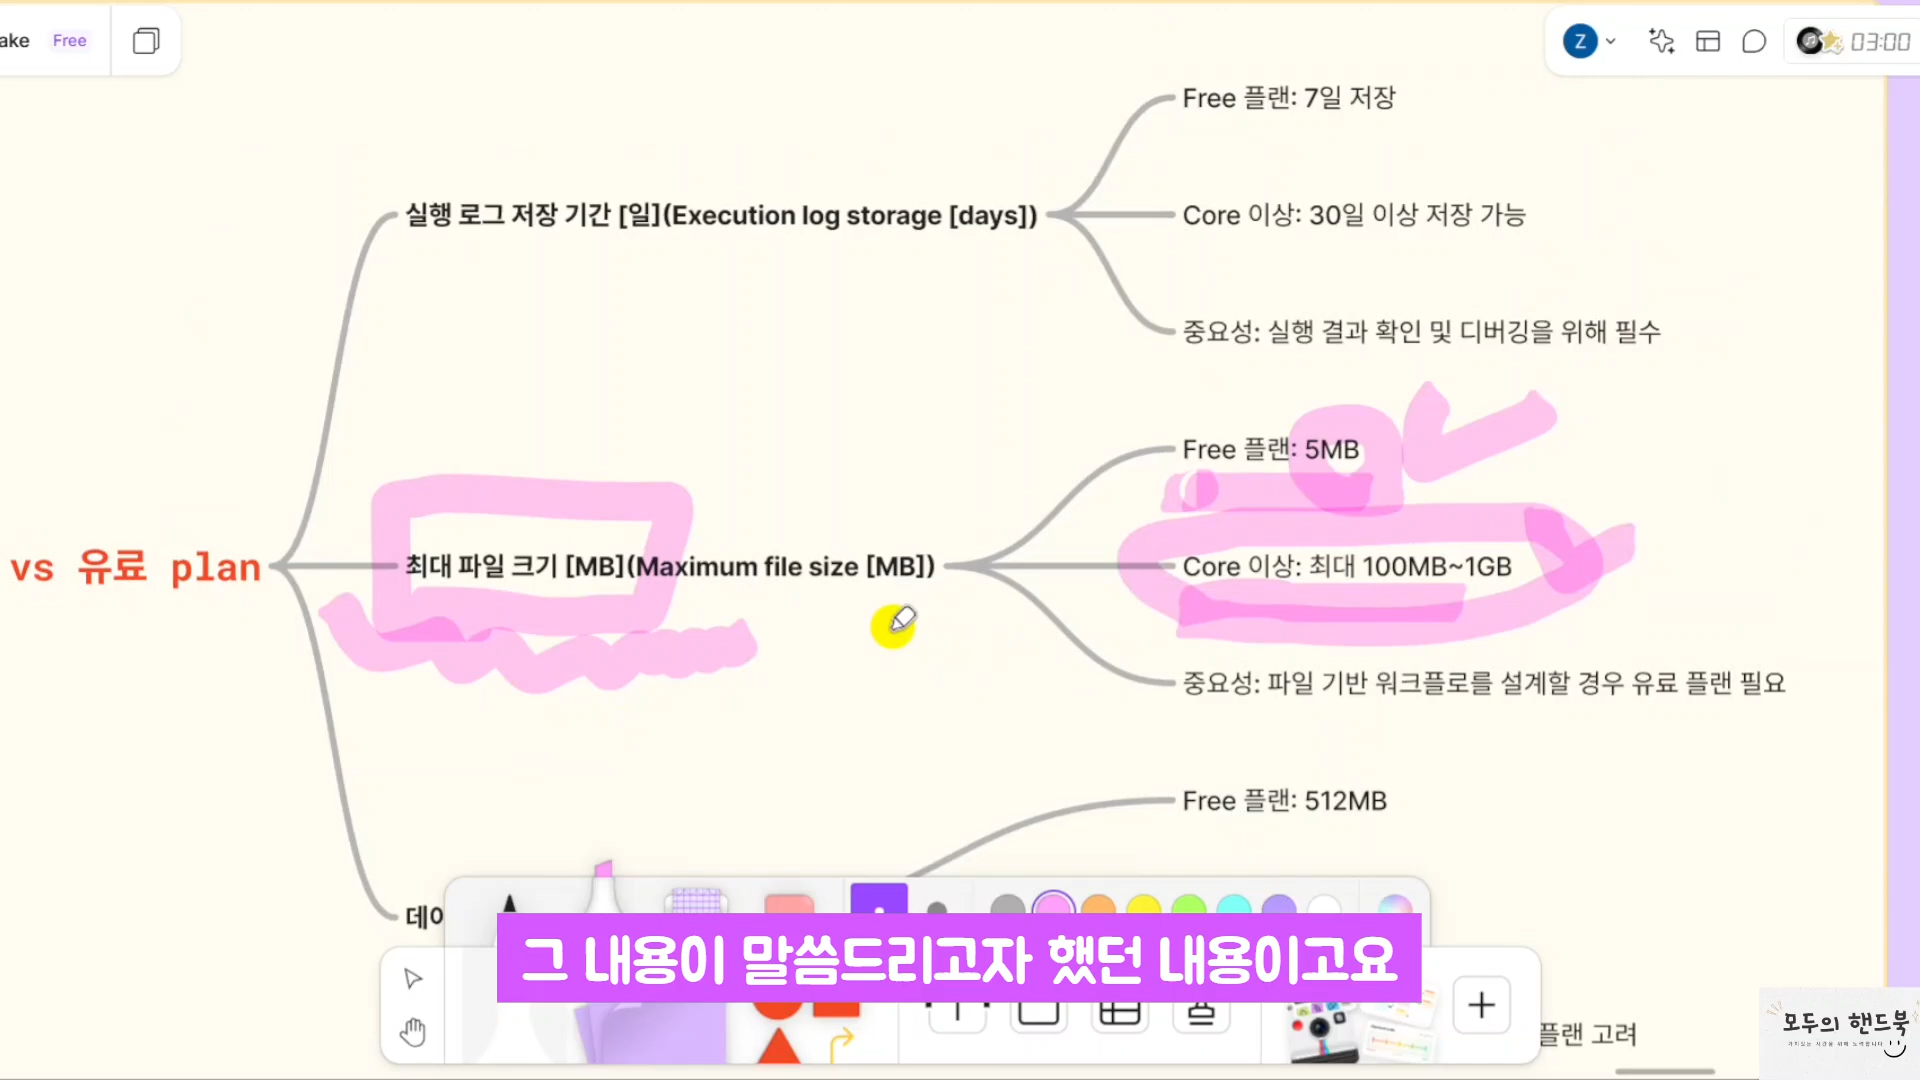 ake Free
Z
03:00
Free 플랜: 7일 저장
실행 로그 저장 기간 [일](Execution log storage [days])
Core 이상: 30일 이상 저장 가능
중요성: 실행 결과 확인 및 디버깅을 위해 필수
Free 플랜: 5MB
vs 유료 plan
최대 파일 크기 [MB](Maximum file size [MB])
Core 이상: 최대 100MB~1GB
중요성: 파일 기반 워크플로를 설계할 경우 유료 플랜 필요
Free 플랜: 512MB
데이
그 내용이 말씀드리고자 했던 내용이고요
플랜 고려
모두의 핸드북